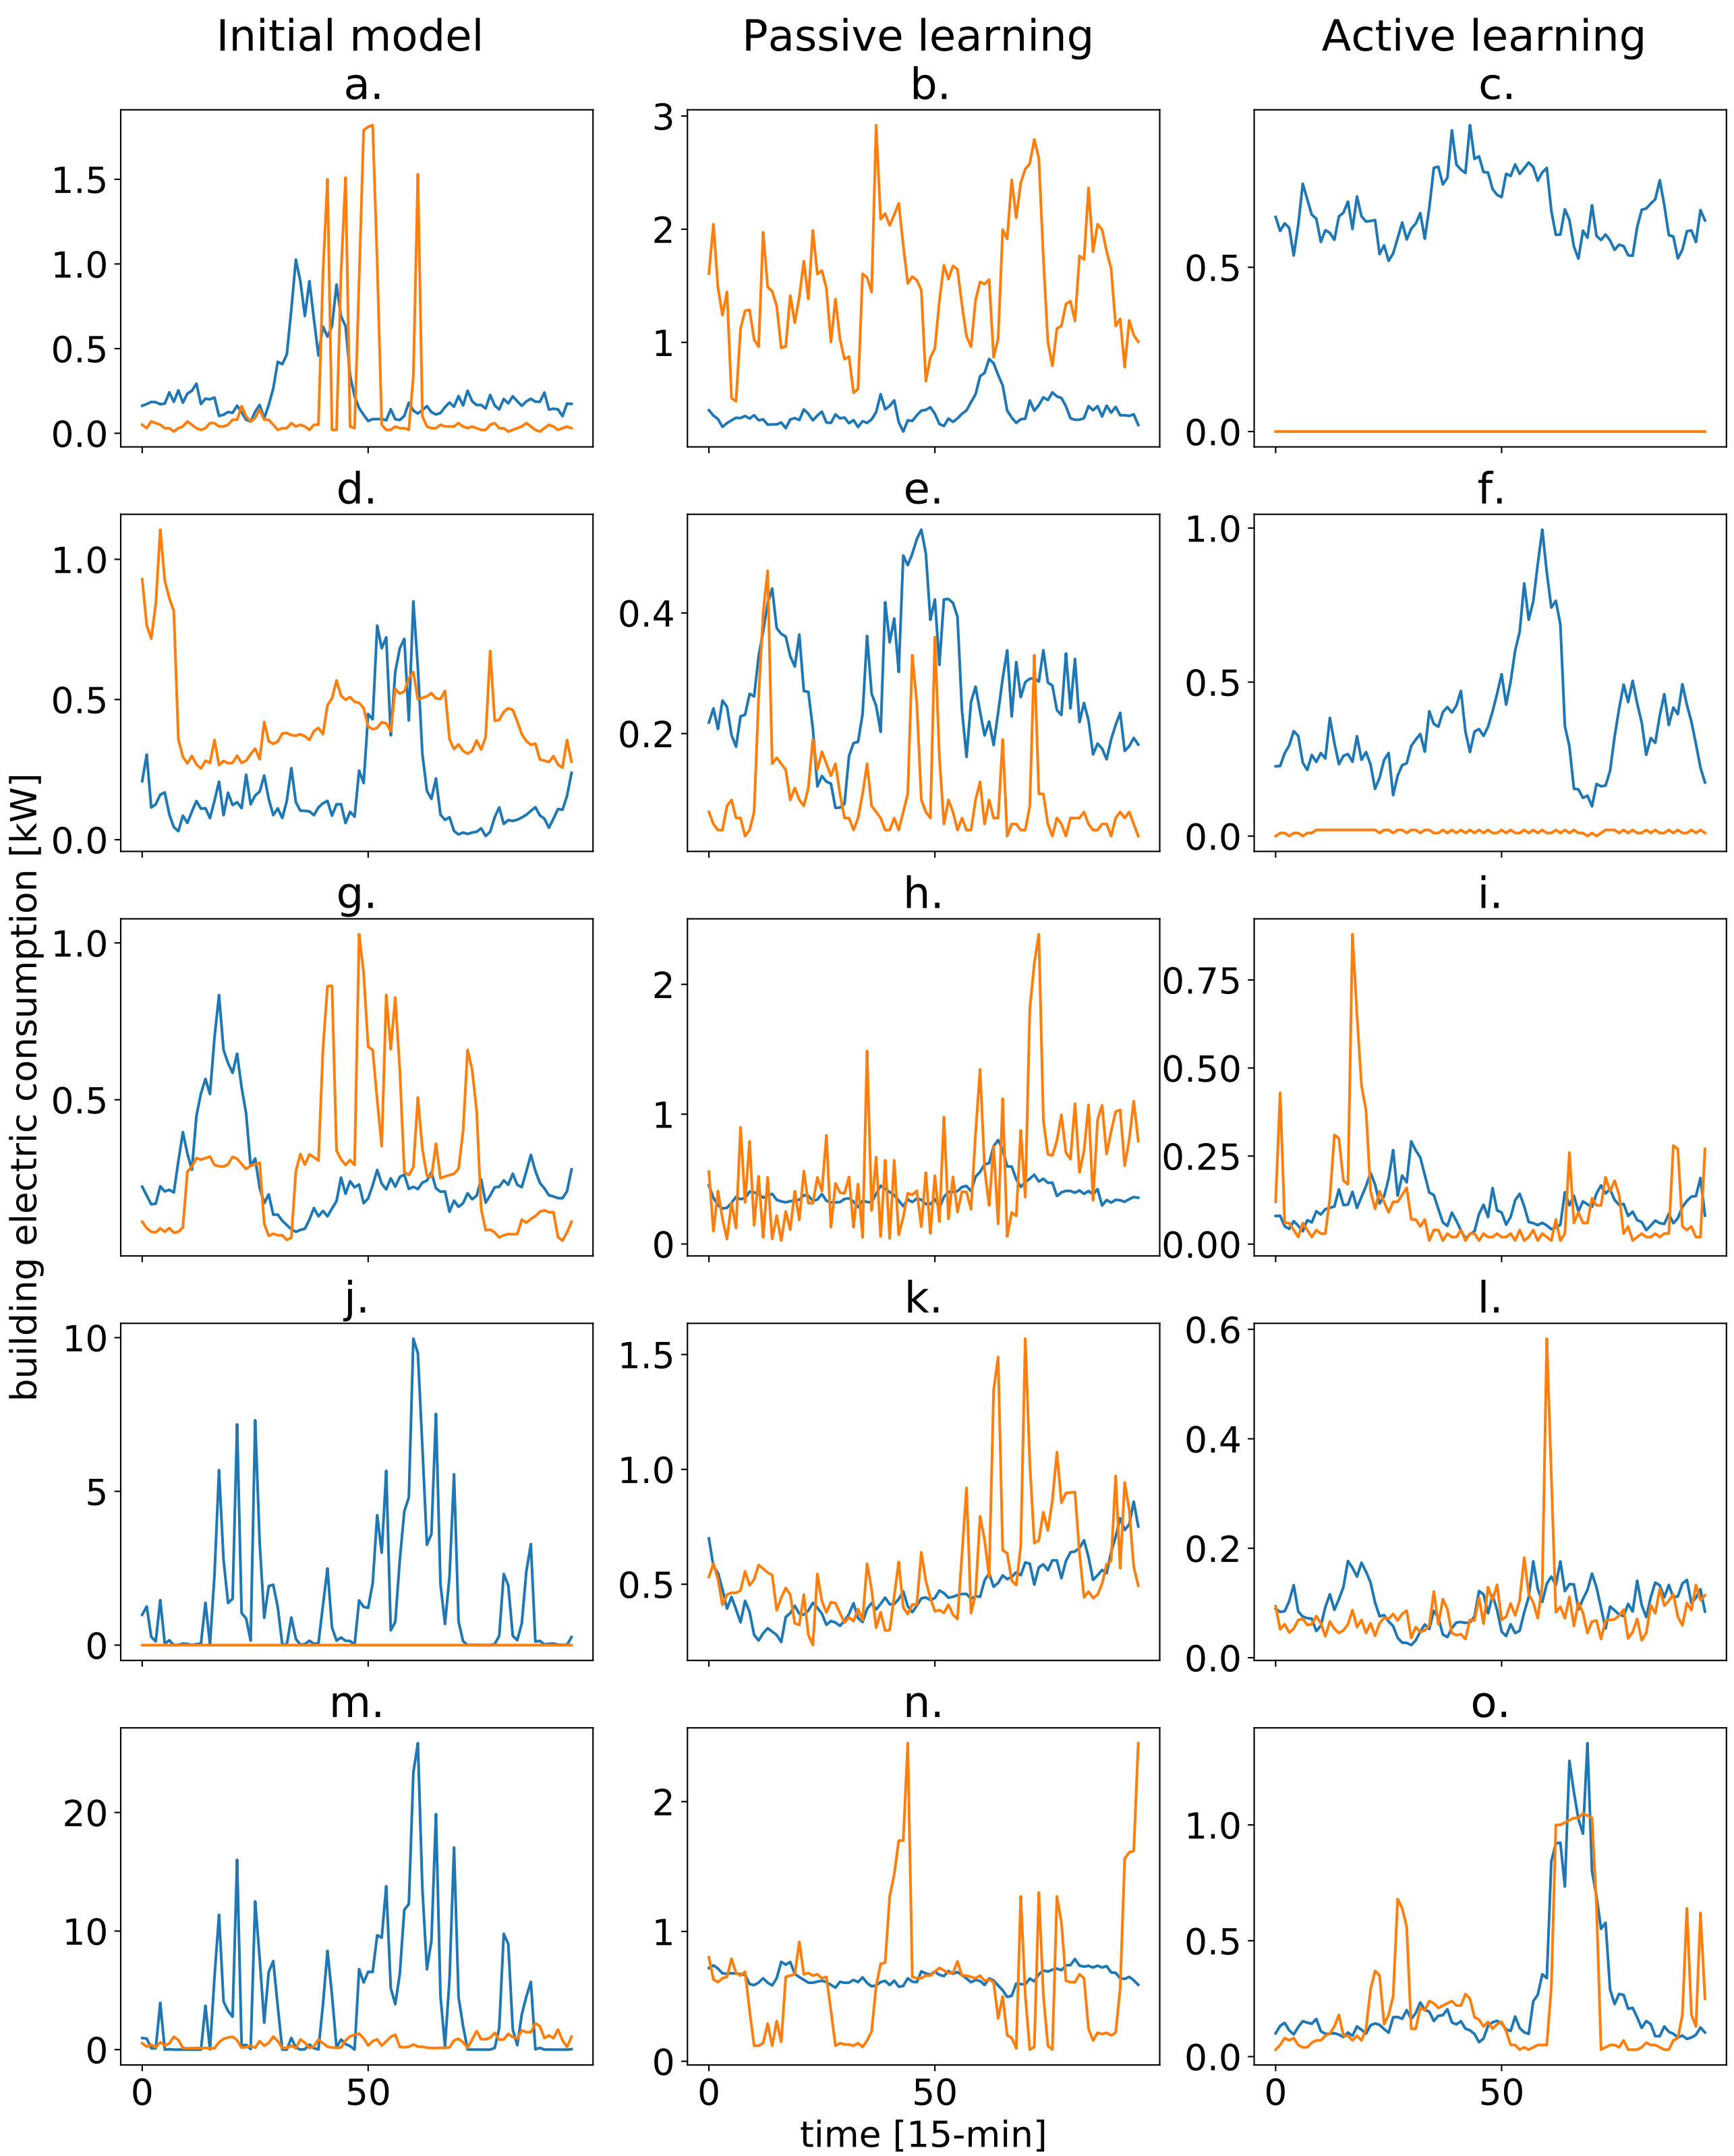 Initial model
Passive learning
Active learning
a.
b.
c.
1.5
1.0
0.5
0.0
3
2
1
0.5
0.0
d.
e.
f.
1.0
0.5
0.0
0.4
0.2
1.0
0.5
0.0
building electric consumption [kW]
g.
h.
i.
1.0
0.5
2
1
0
0.75
0.50
0.25
0.00
j.
k.
l.
10
5
0
1.5
1.0
0.5
0.6
0.4
0.2
0.0
m.
n.
o.
20
10
0
2
1
0
1.0
0.5
0.0
0 50
0 50
0 50
time [15-min]